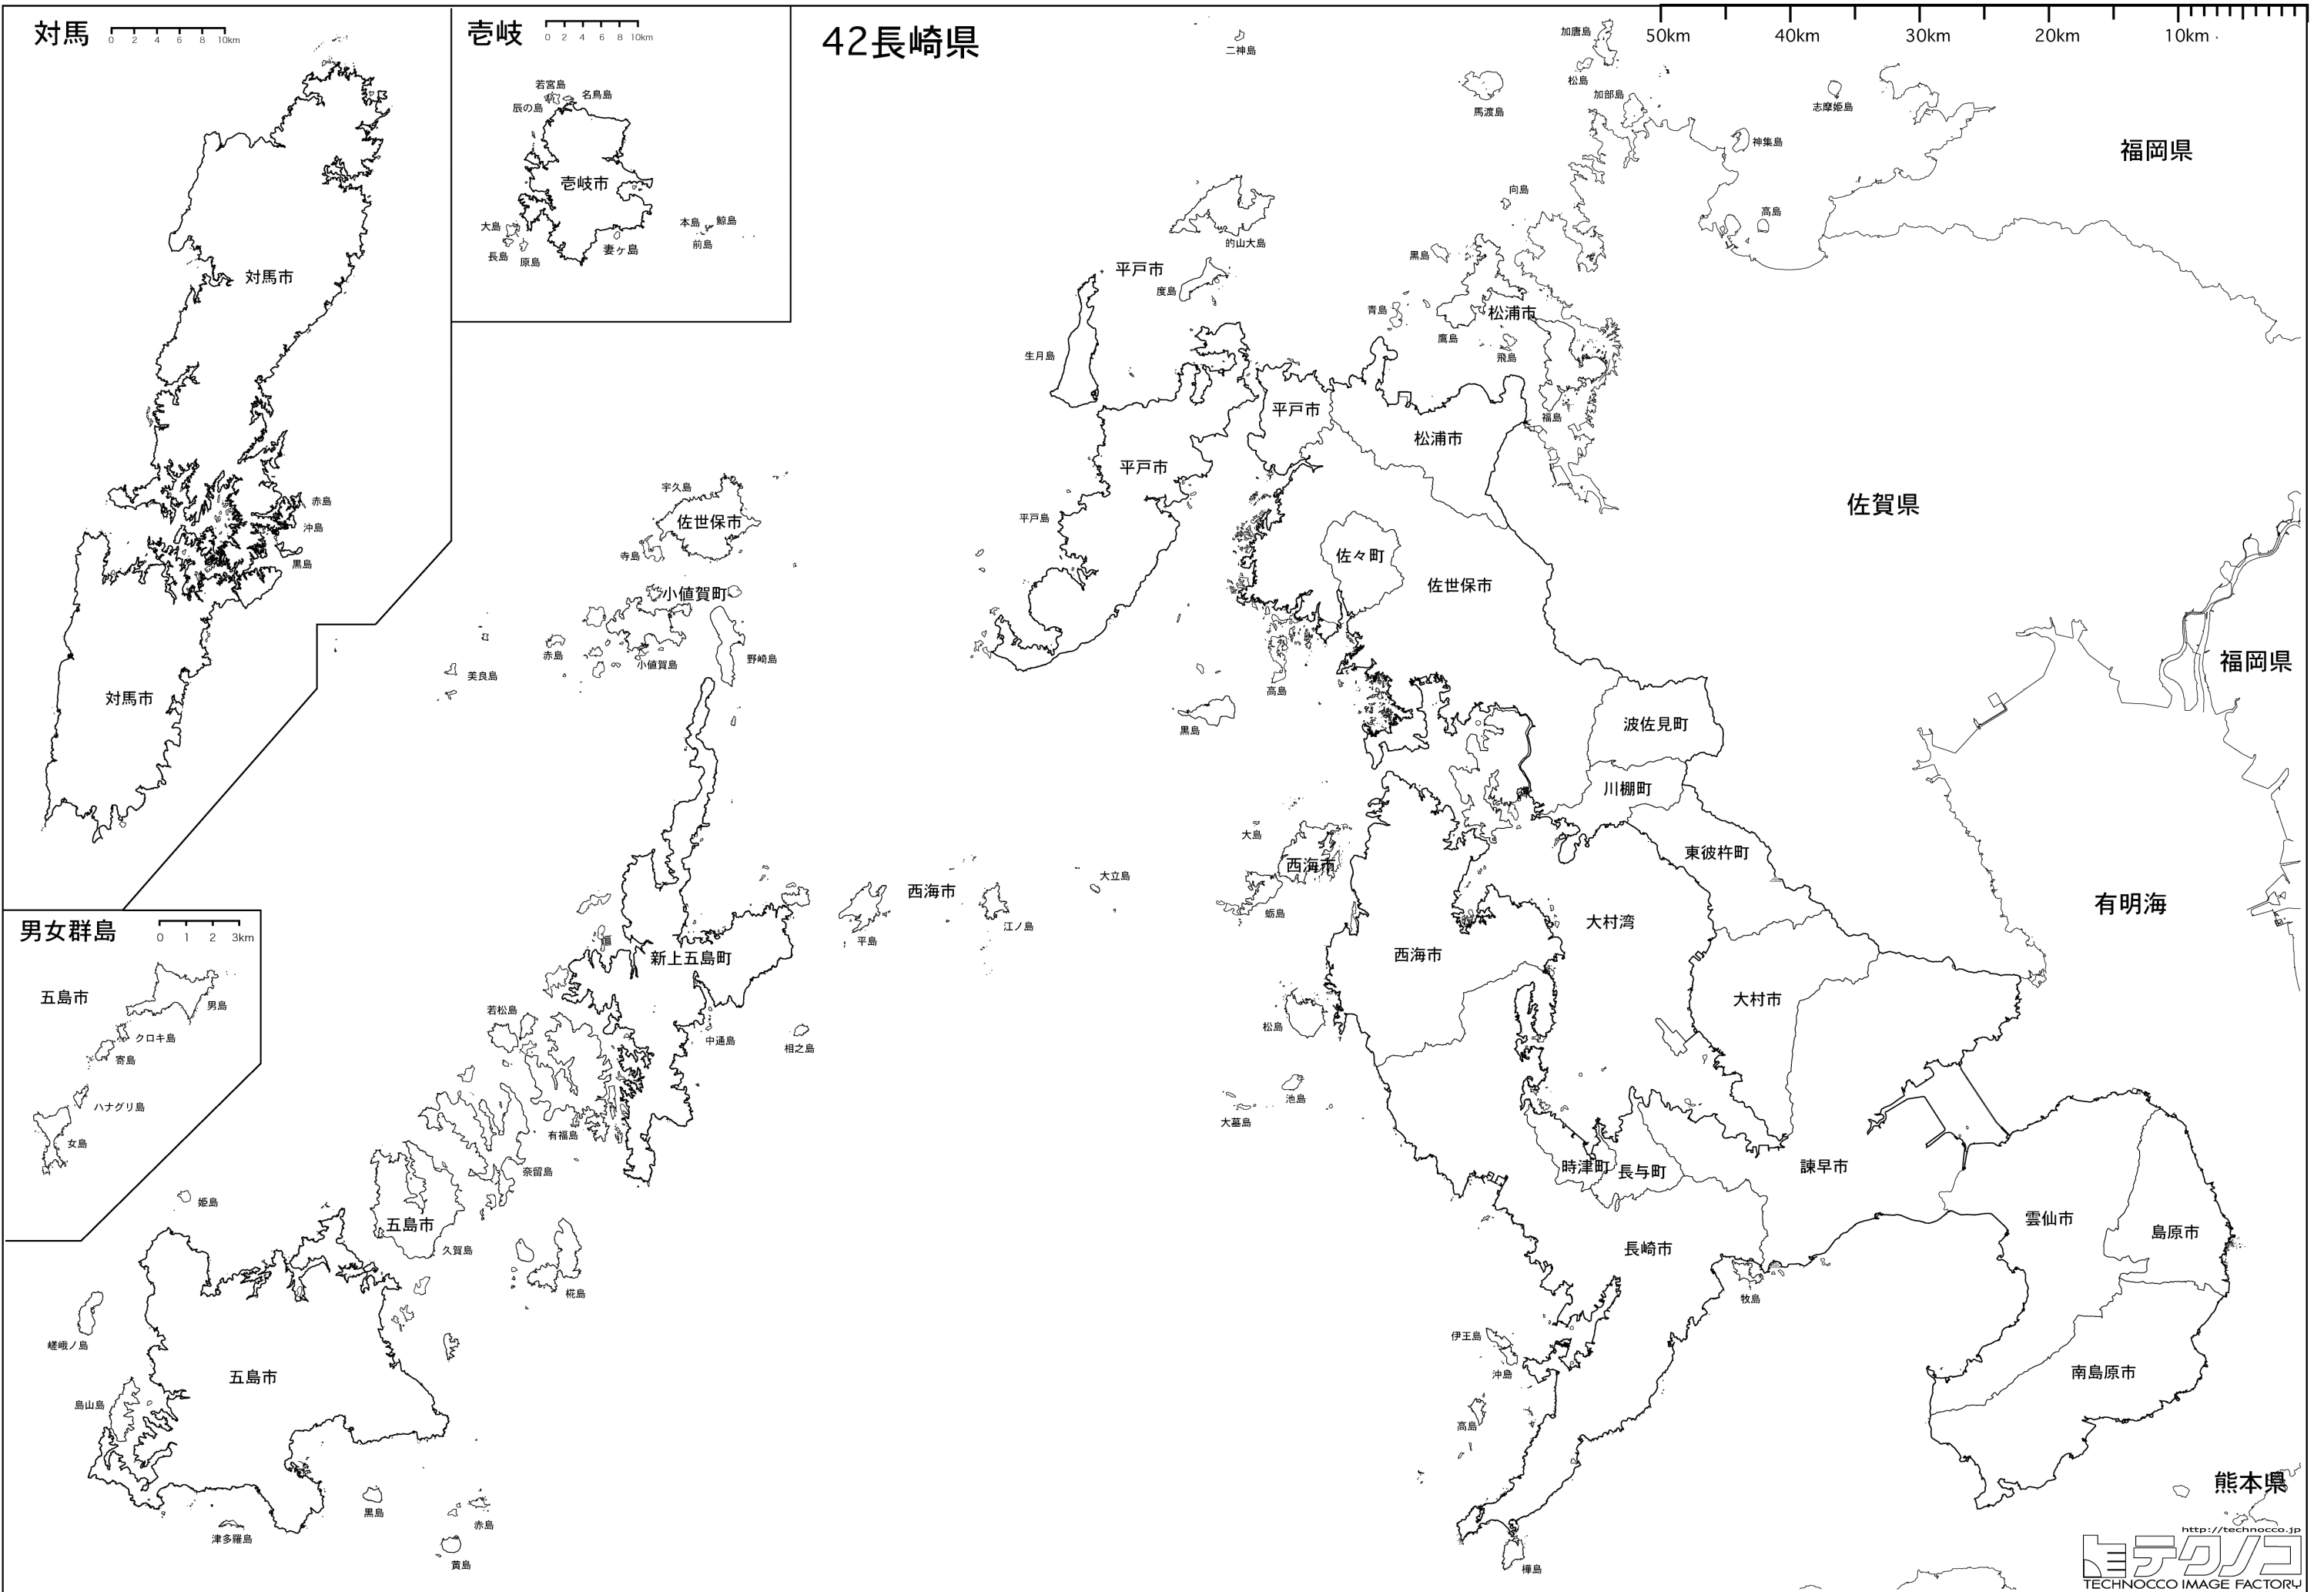 対馬
0 2 4 6 8 10km
対馬市
赤島
沖島
黒島
対馬市
壱岐
0 2 4 6 8 10km
若宮島
名烏島
辰の島
壱岐市
大島
長島
原島
妻ヶ島
本島
鯨島
前島
42長崎県
50km 40km 30km 20km 10km
二神島
加唐島
松島
馬渡島
加部島
志摩姫島
神集島
福岡県
向島
高島
的山大島
黒島
平戸市
度島
青島
松浦市
鷹島
飛島
生月島
平戸市
福島
松浦市
平戸市
平戸島
佐賀県
宇久島
佐世保市
寺島
佐々町
佐世保市
小値賀町
赤島
小値賀島
野崎島
美良島
福岡県
高島
黒島
波佐見町
川棚町
大島
西海市
東彼杵町
大立島
西海市
蛎島
江ノ島
平島
大村湾
有明海
西海市
新上五島町
大村市
男女群島
0 1 2 3km
五島市
男島
クロキ島
寄島
ハナグリ島
女島
若松島
中通島
相之島
松島
池島
大墓島
有福島
奈留島
時津町
長与町
諫早市
姫島
五島市
久賀島
雲仙市
島原市
長崎市
椛島
牧島
嵯峨ノ島
伊王島
沖島
五島市
南島原市
島山島
高島
熊本県
黒島
赤島
津多羅島
黄島
樺島
http://technocco.jp
テクノコ
TECHNOCCO IMAGE FACTORY